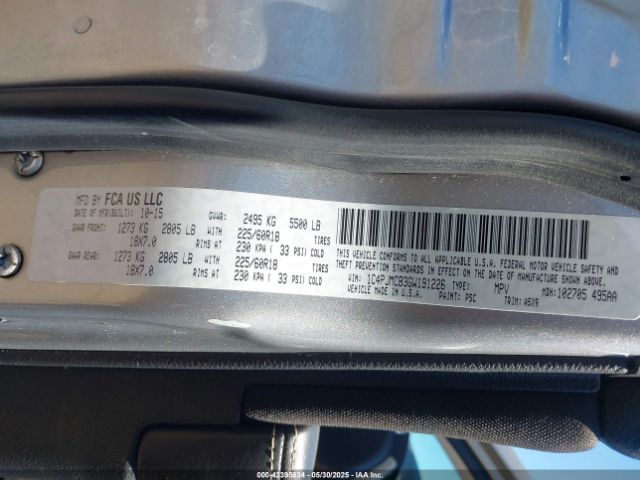 MFD BY FCA US LLC
DATE OF MFR(BUILT): 10-15 GVWR: 2495 KG 5500 LB
GAWR FRONT: 1273 KG 2805 LB WITH 225/60R18 TIRES
18X7.0 RIMS AT 230 KPA ( 33 PSI) COLD
GAWR REAR: 1273 KG 2805 LB WITH 225/60R18 TIRES
18X7.0 RIMS AT 230 KPA ( 33 PSI) COLD
THIS VEHICLE CONFORMS TO ALL APPLICABLE U.S.A. FEDERAL MOTOR VEHICLE SAFETY AND
THEFT PREVENTION STANDARDS IN EFFECT ON THE DATE OF MANUFACTURE SHOWN ABOVE.
VIN: 1C4PJMCB3GW191226 TYPE: MPV MDH:102705 495AA
VEHICLE MADE IN U.S.A. PAINT: PSC TRIM: A5X9
000-42395834 - 05/30/2025 - IAA Inc.